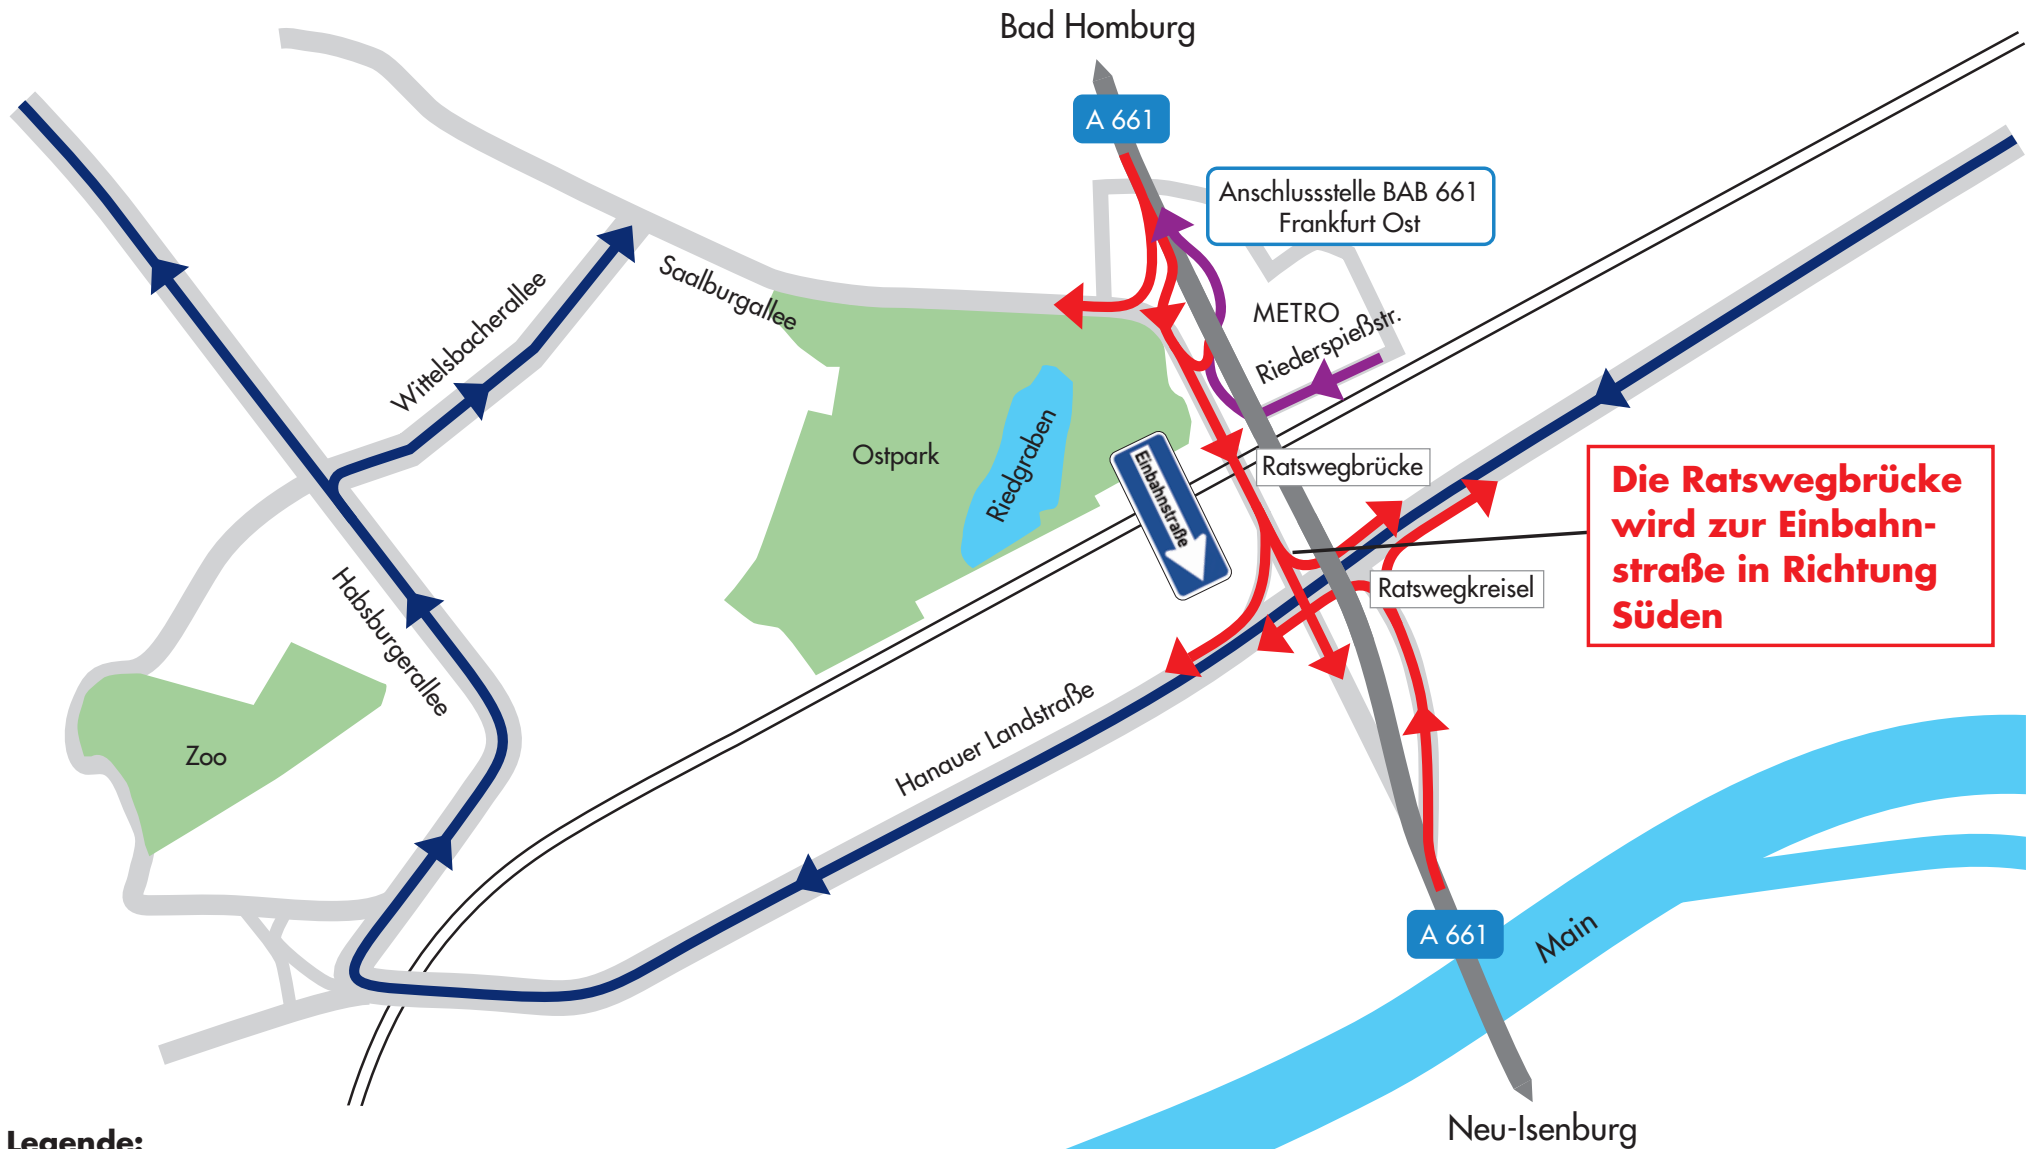 Bad Homburg
A 661
Anschlussstelle BAB 661
Frankfurt Ost
Saalburgallee
Wittelsbacherallee
METRO
Riederspießstr.
Ostpark
Riedgraben
Einbahnstraße
Ratswegbrücke
Die Ratswegbrücke
wird zur Einbahn-
straße in Richtung
Süden
Ratswegkreisel
Habsburgerallee
Zoo
Hanauer Landstraße
A 661
Main
Neu-Isenburg
Legende: